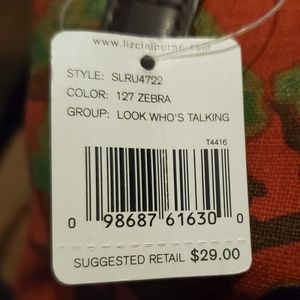 www.lizclaiborne.com
STYLE: SLRU4722
COLOR: 127 ZEBRA
GROUP: LOOK WHO'S TALKING
T4416
0 98687 61630 0
SUGGESTED RETAIL $29.00